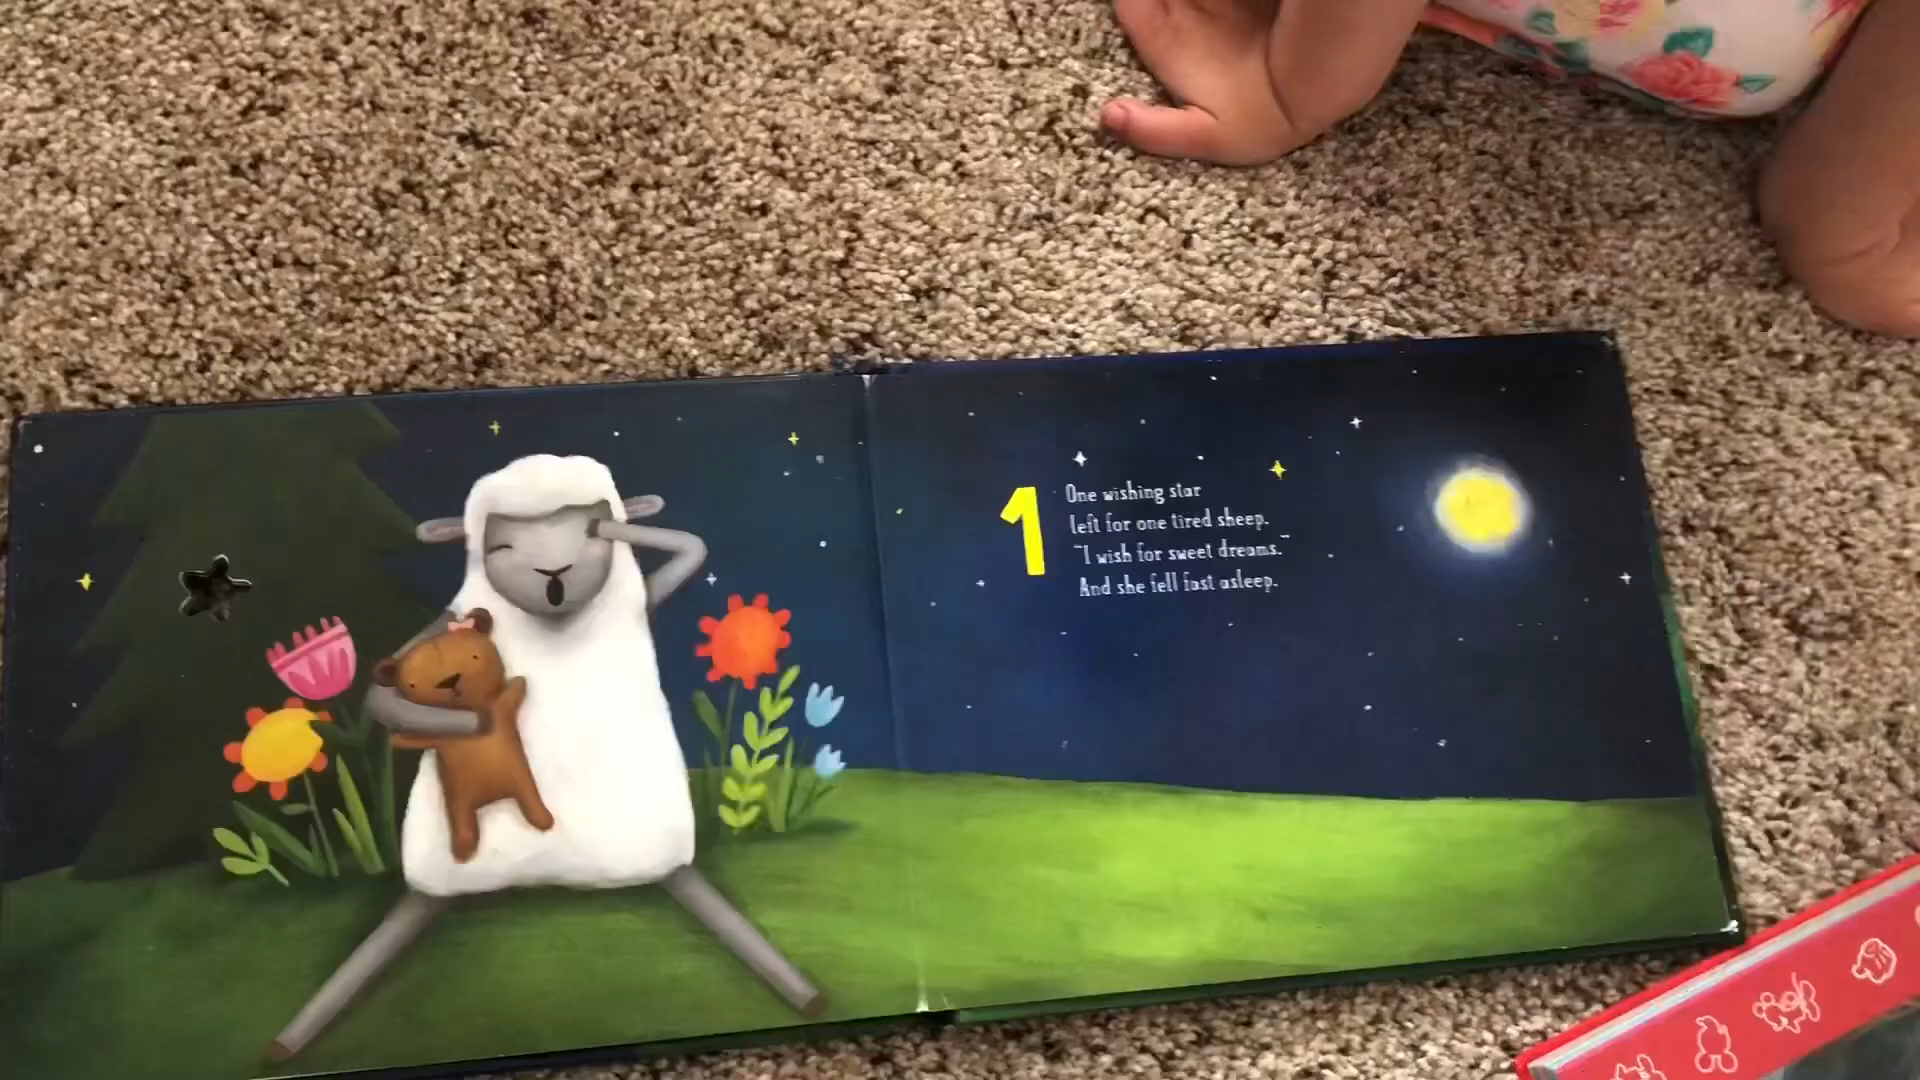 1
One wishing star
left for one tired sheep.
"I wish for sweet dreams."
And she fell fast asleep.